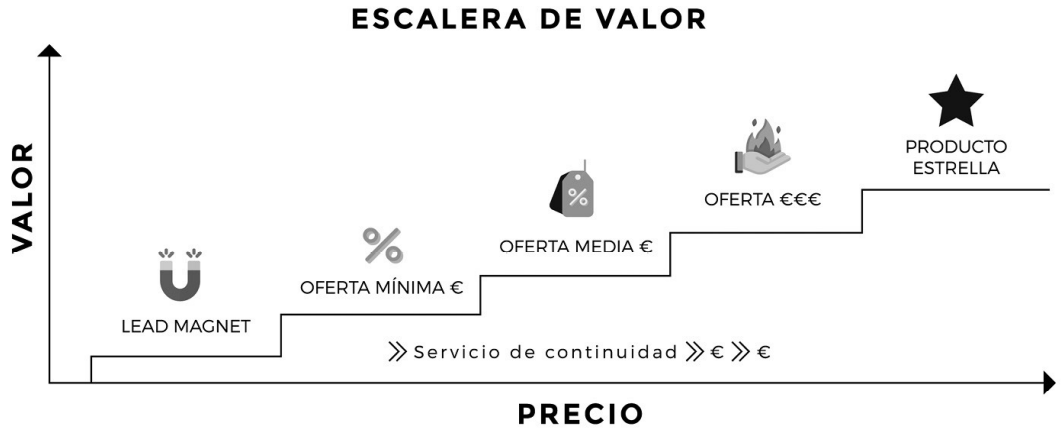 ESCALERA DE VALOR
VALOR
PRODUCTO
ESTRELLA
OFERTA €€€
%
OFERTA MEDIA €
%
OFERTA MÍNIMA €
LEAD MAGNET
Servicio de continuidad » € » €
PRECIO